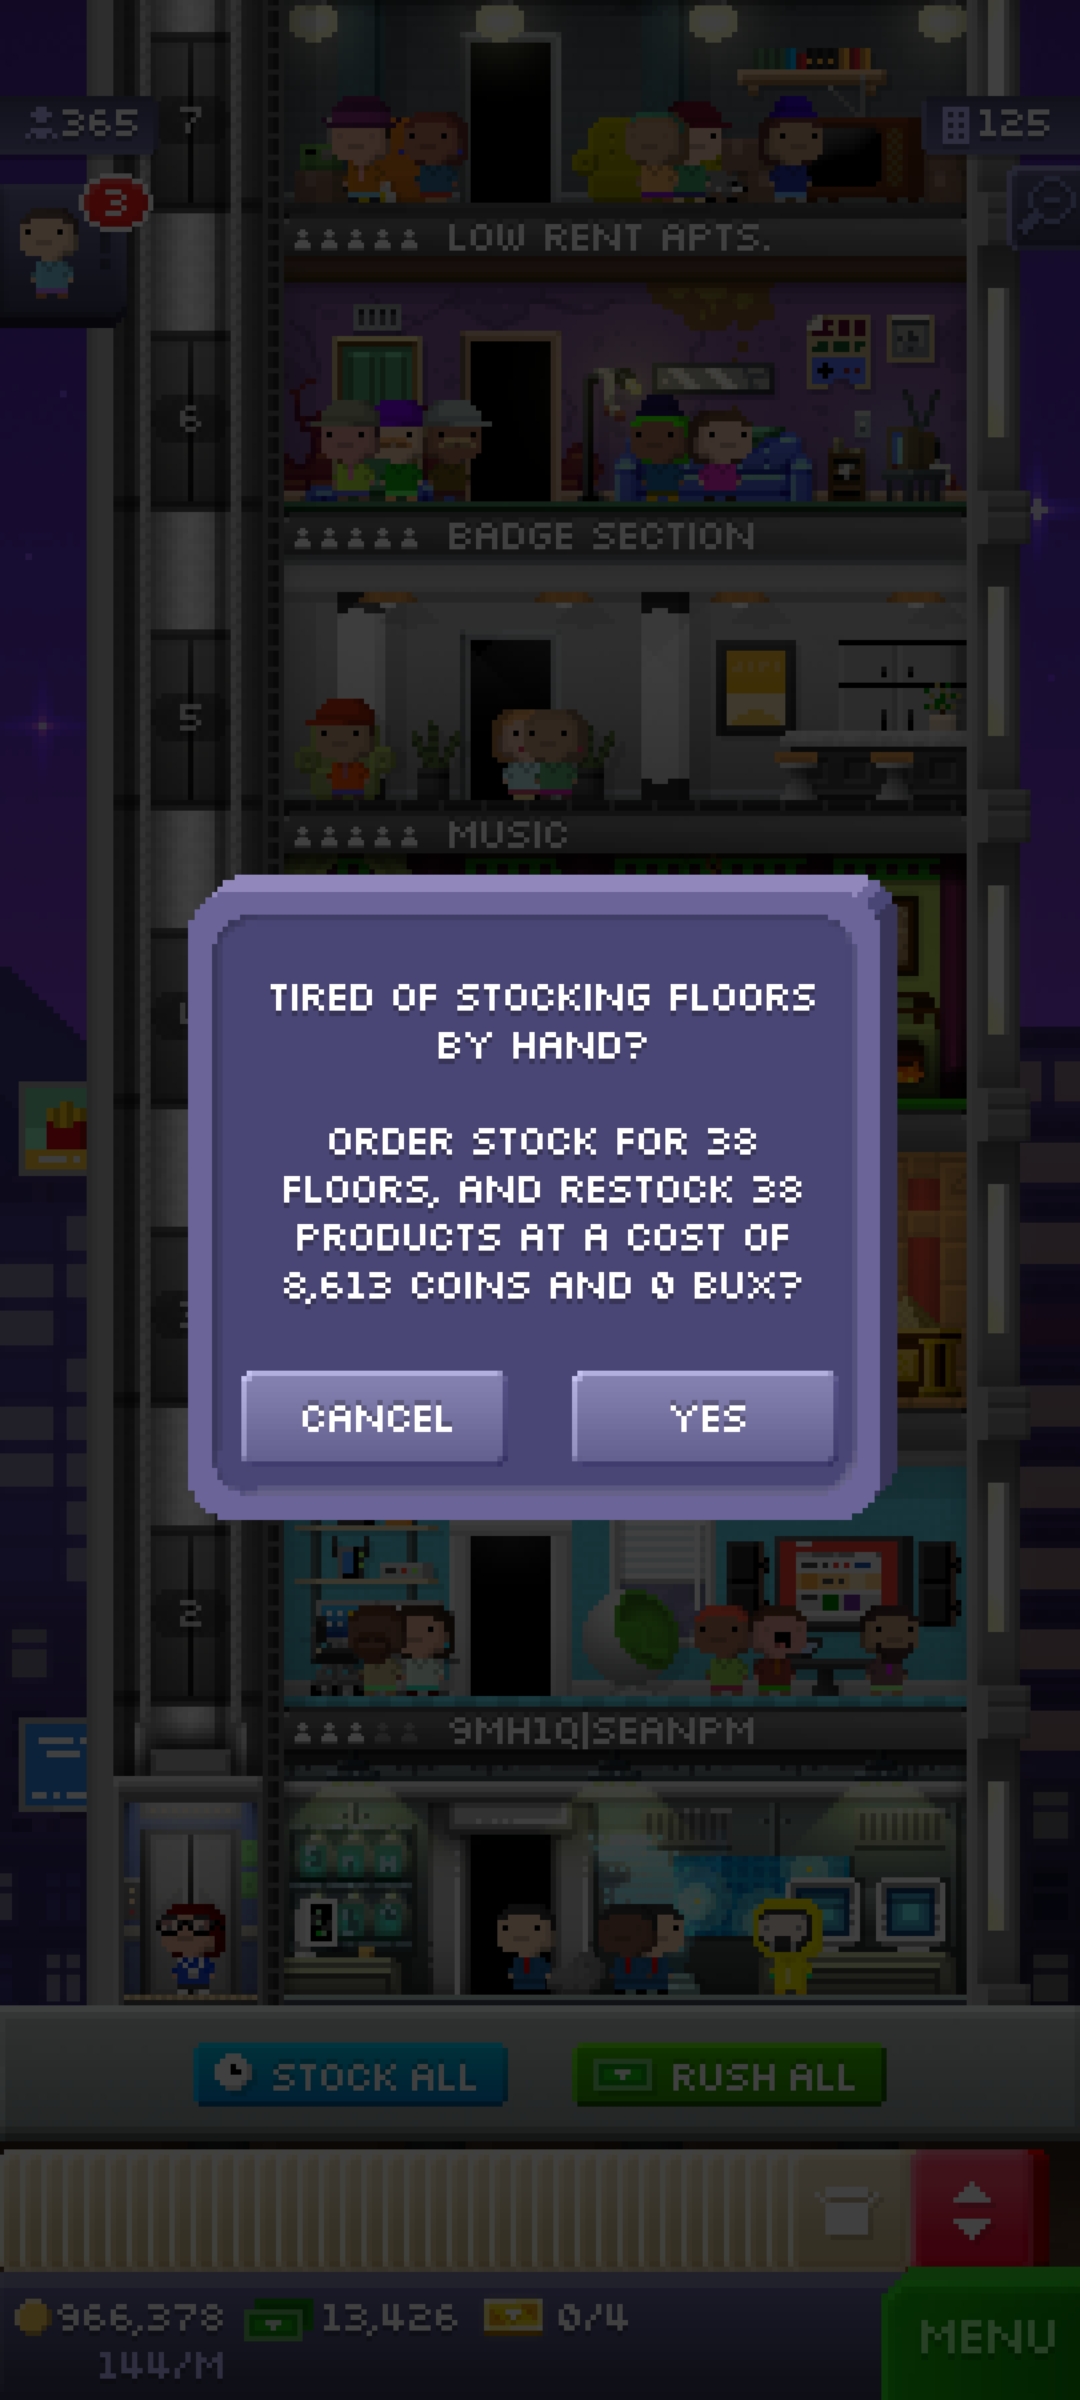 365
7
125
3
LOW RENT APTS.
6
BADGE SECTION
5
MUSIC
TIRED OF STOCKING FLOORS
BY HAND?
ORDER STOCK FOR 38
FLOORS, AND RESTOCK 38
PRODUCTS AT A COST OF
8,613 COINS AND 0 BUX?
CANCEL
YES
2
9MH1Q|SEANPM
STOCK ALL
RUSH ALL
966,378
13,426
0/4
144/M
MENU